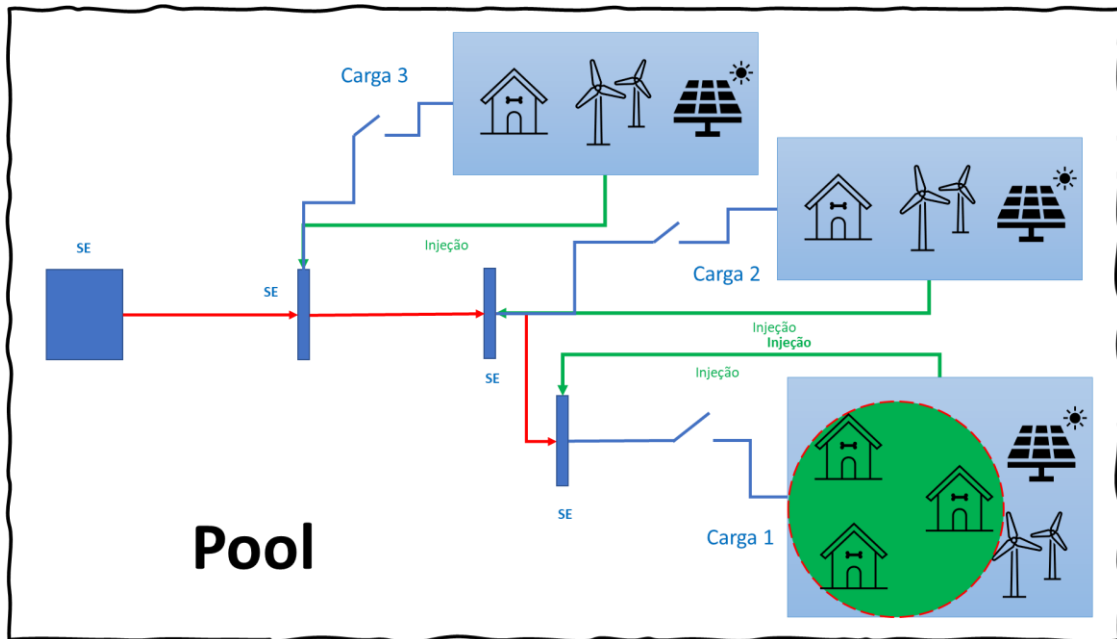 Carga 3
SE
Injeção
SE
Carga 2
Injeção
Injeção
SE
Injeção
SE
Carga 1
Pool